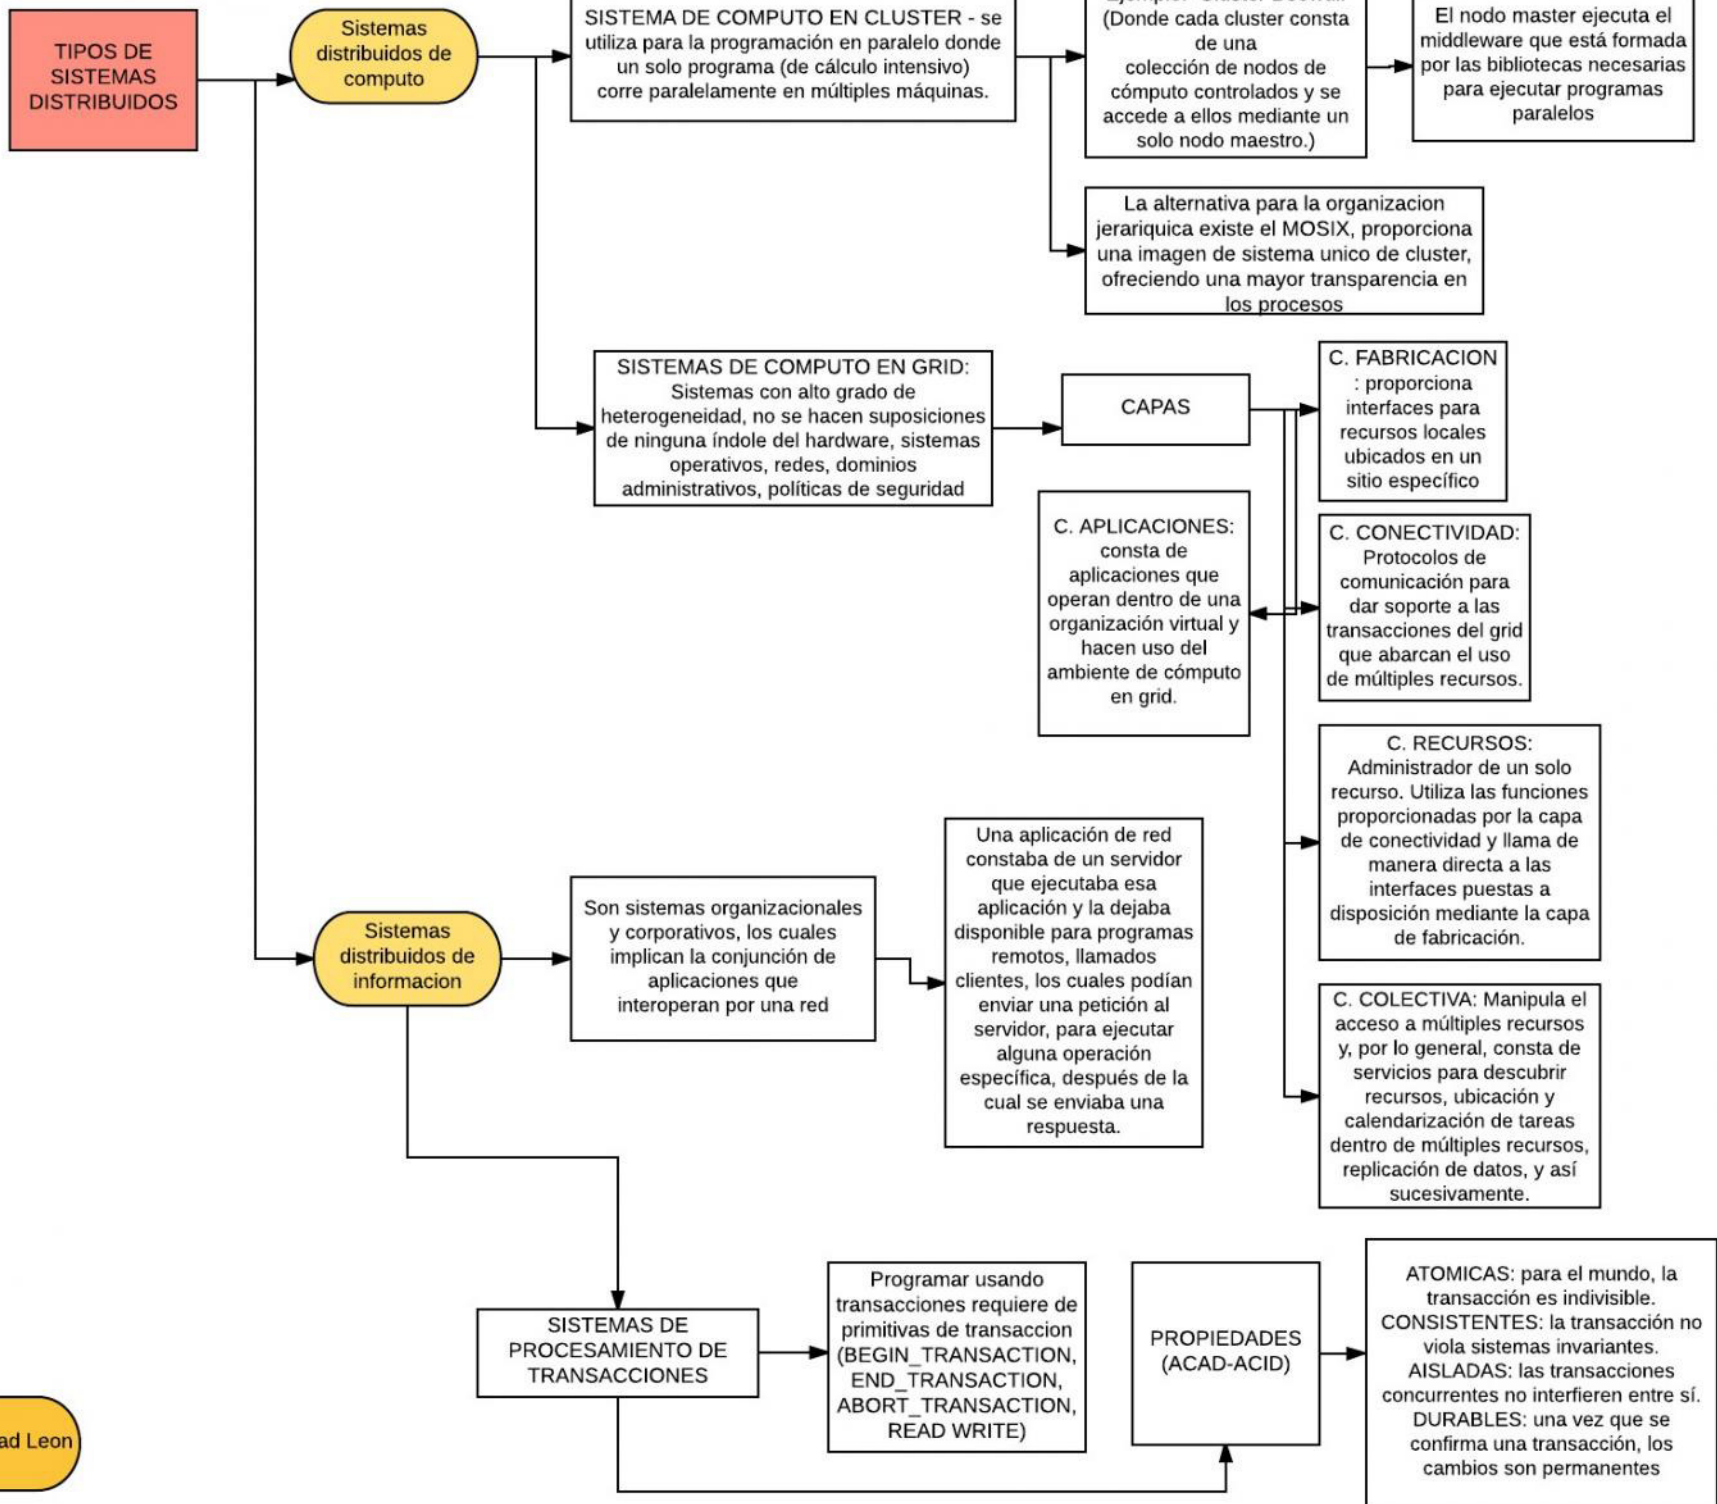 TIPOS DE
SISTEMAS
DISTRIBUIDOS
Sistemas
distribuidos de
computo
SISTEMA DE COMPUTO EN CLUSTER - se
utiliza para la programación en paralelo donde
un solo programa (de cálculo intensivo)
corre paralelamente en múltiples máquinas.
(Donde cada cluster consta
de una
colección de nodos de
cómputo controlados y se
accede a ellos mediante un
solo nodo maestro.)
El nodo master ejecuta el
middleware que está formada
por las bibliotecas necesarias
para ejecutar programas
paralelos
La alternativa para la organizacion
jerariquica existe el MOSIX, proporciona
una imagen de sistema unico de cluster,
ofreciendo una mayor transparencia en
los procesos
SISTEMAS DE COMPUTO EN GRID:
Sistemas con alto grado de
heterogeneidad, no se hacen suposiciones
de ninguna índole del hardware, sistemas
operativos, redes, dominios
administrativos, políticas de seguridad
CAPAS
C. FABRICACION
: proporciona
interfaces para
recursos locales
ubicados en un
sitio específico
C. APLICACIONES:
consta de
aplicaciones que
operan dentro de una
organización virtual y
hacen uso del
ambiente de cómputo
en grid.
C. CONECTIVIDAD:
Protocolos de
comunicación para
dar soporte a las
transacciones del grid
que abarcan el uso
de múltiples recursos.
C. RECURSOS:
Administrador de un solo
recurso. Utiliza las funciones
proporcionadas por la capa
de conectividad y llama de
manera directa a las
interfaces puestas a
disposición mediante la capa
de fabricación.
C. COLECTIVA: Manipula el
acceso a múltiples recursos
y, por lo general, consta de
servicios para descubrir
recursos, ubicación y
calendarización de tareas
dentro de múltiples recursos,
replicación de datos, y así
sucesivamente.
Sistemas
distribuidos de
informacion
Son sistemas organizacionales
y corporativos, los cuales
implican la conjunción de
aplicaciones que
interoperan por una red
Una aplicación de red
constaba de un servidor
que ejecutaba esa
aplicación y la dejaba
disponible para programas
remotos, llamados
clientes, los cuales podían
enviar una petición al
servidor, para ejecutar
alguna operación
específica, después de la
cual se enviaba una
respuesta.
SISTEMAS DE
PROCESAMIENTO DE
TRANSACCIONES
Programar usando
transacciones requiere de
primitivas de transaccion
(BEGIN_TRANSACTION,
END_TRANSACTION,
ABORT_TRANSACTION,
READ WRITE)
PROPIEDADES
(ACAD-ACID)
ATOMICAS: para el mundo, la
transacción es indivisible.
CONSISTENTES: la transacción no
viola sistemas invariantes.
AISLADAS: las transacciones
concurrentes no interfieren entre sí.
DURABLES: una vez que se
confirma una transacción, los
cambios son permanentes
ad Leon